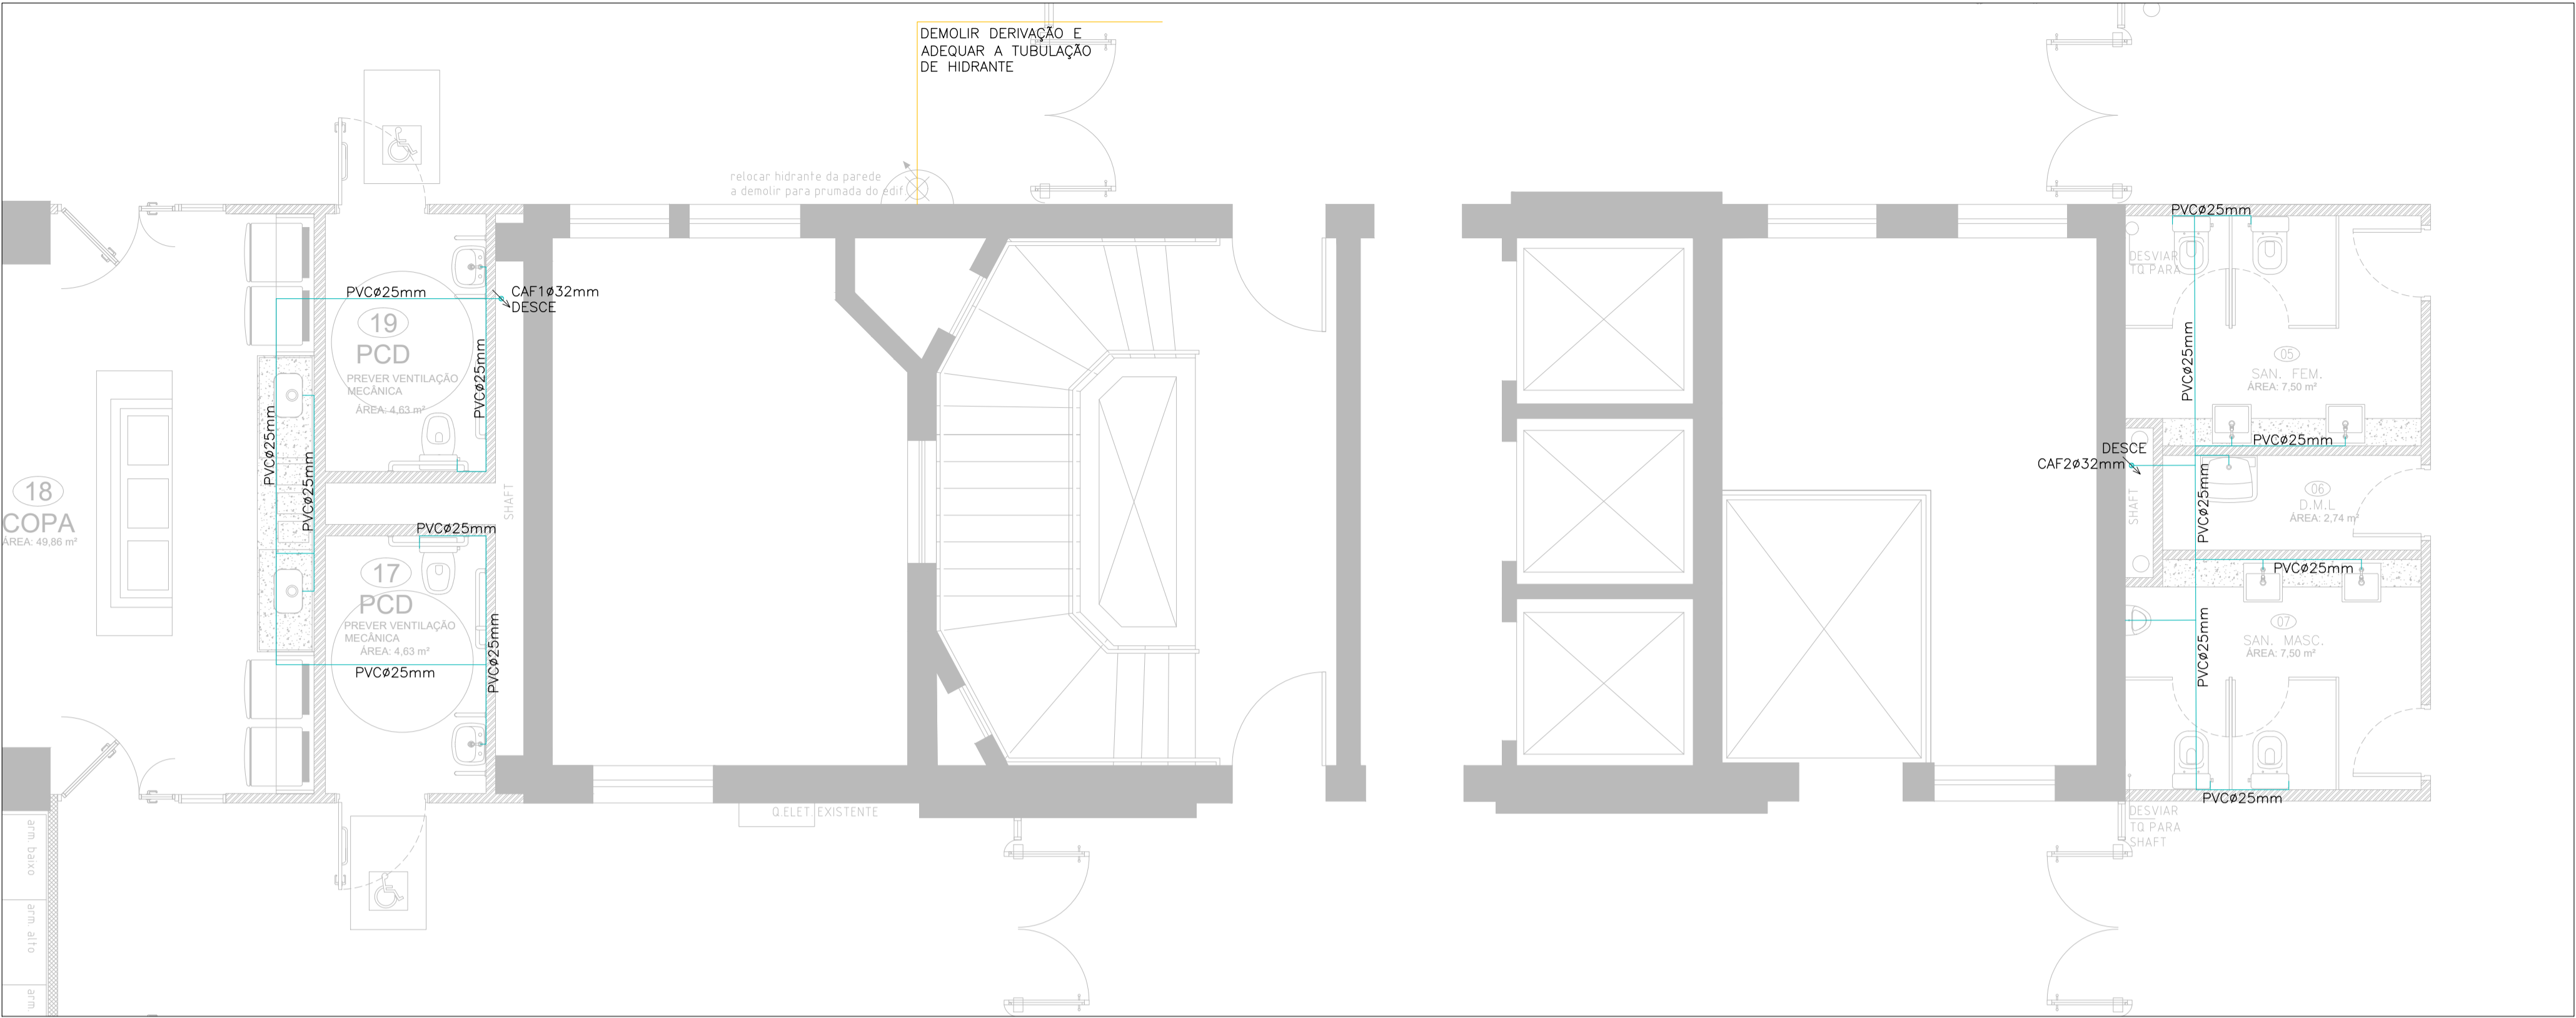 DEMOLIR DERIVAÇÃO E
ADEQUAR A TUBULAÇÃO
DE HIDRANTE
relocar hidrante da parede
a demolir para prumada do edif.
PVCø25mm
CAF1ø32mm
DESCE
19
PCD
PREVER VENTILAÇÃO
MECÂNICA
ÁREA: 4,63 m²
PVCø25mm
PVCø25mm
PVCø25mm
18
COPA
ÁREA: 49,86 m²
SHAFT
PVCø25mm
17
PCD
PREVER VENTILAÇÃO
MECÂNICA
ÁREA: 4,63 m²
PVCø25mm
PVCø25mm
Q.ELET EXISTENTE
arm. baixo
arm. alto
arm.
PVCø25mm
DESVIAR
TQ PARA
PVCø25mm
05
SAN. FEM.
ÁREA: 7,50 m²
PVCø25mm
DESCE
CAF2ø32mm
SHAFT
PVCø25mm
06
D.M.L
ÁREA: 2,74 m²
PVCø25mm
07
SAN. MASC.
ÁREA: 7,50 m²
PVCø25mm
PVCø25mm
DESVIAR
TQ PARA
SHAFT